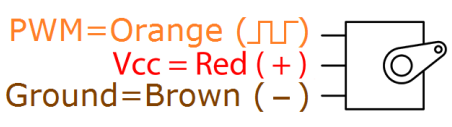 PWM=Orange (⎍⎍)
Vcc = Red ( + )
Ground=Brown ( − )